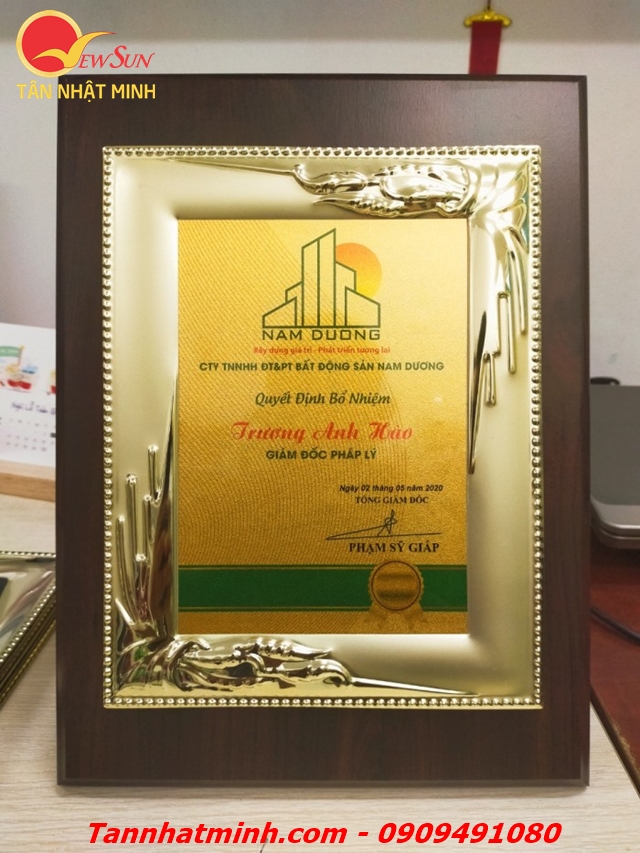 NEWSUN
TÂN NHẬT MINH
NAM DƯƠNG
Xây dựng giá trị - Phát triển tương lai
CTY TNNHH ĐT&PT BẤT ĐỘNG SẢN NAM DƯƠNG
Quyết Định Bổ Nhiệm
Trương Anh Hào
GIÁM ĐỐC PHÁP LÝ
Ngày 02 tháng 05 năm 2020
TỔNG GIÁM ĐỐC
PHẠM SỸ GIÁP
Tannhatminh.com - 0909491080